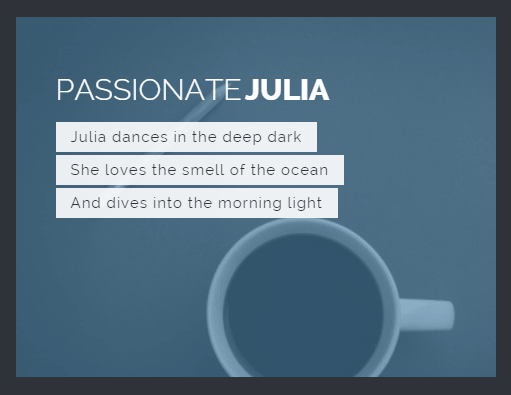 PASSIONATE JULIA
Julia dances in the deep dark
She loves the smell of the ocean
And dives into the morning light